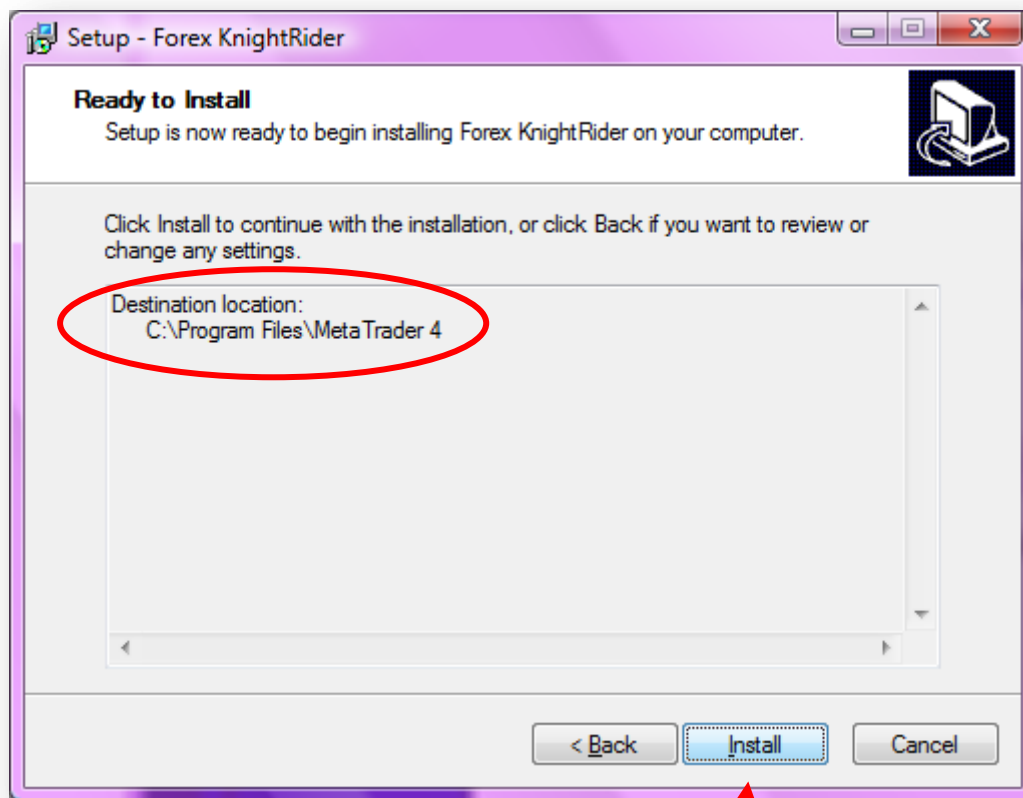 Setup - Forex KnightRider
Ready to Install
Setup is now ready to begin installing Forex KnightRider on your computer.
Click Install to continue with the installation, or click Back if you want to review or
change any settings.
Destination location:
C:\Program Files\MetaTrader 4
< Back
Install
Cancel